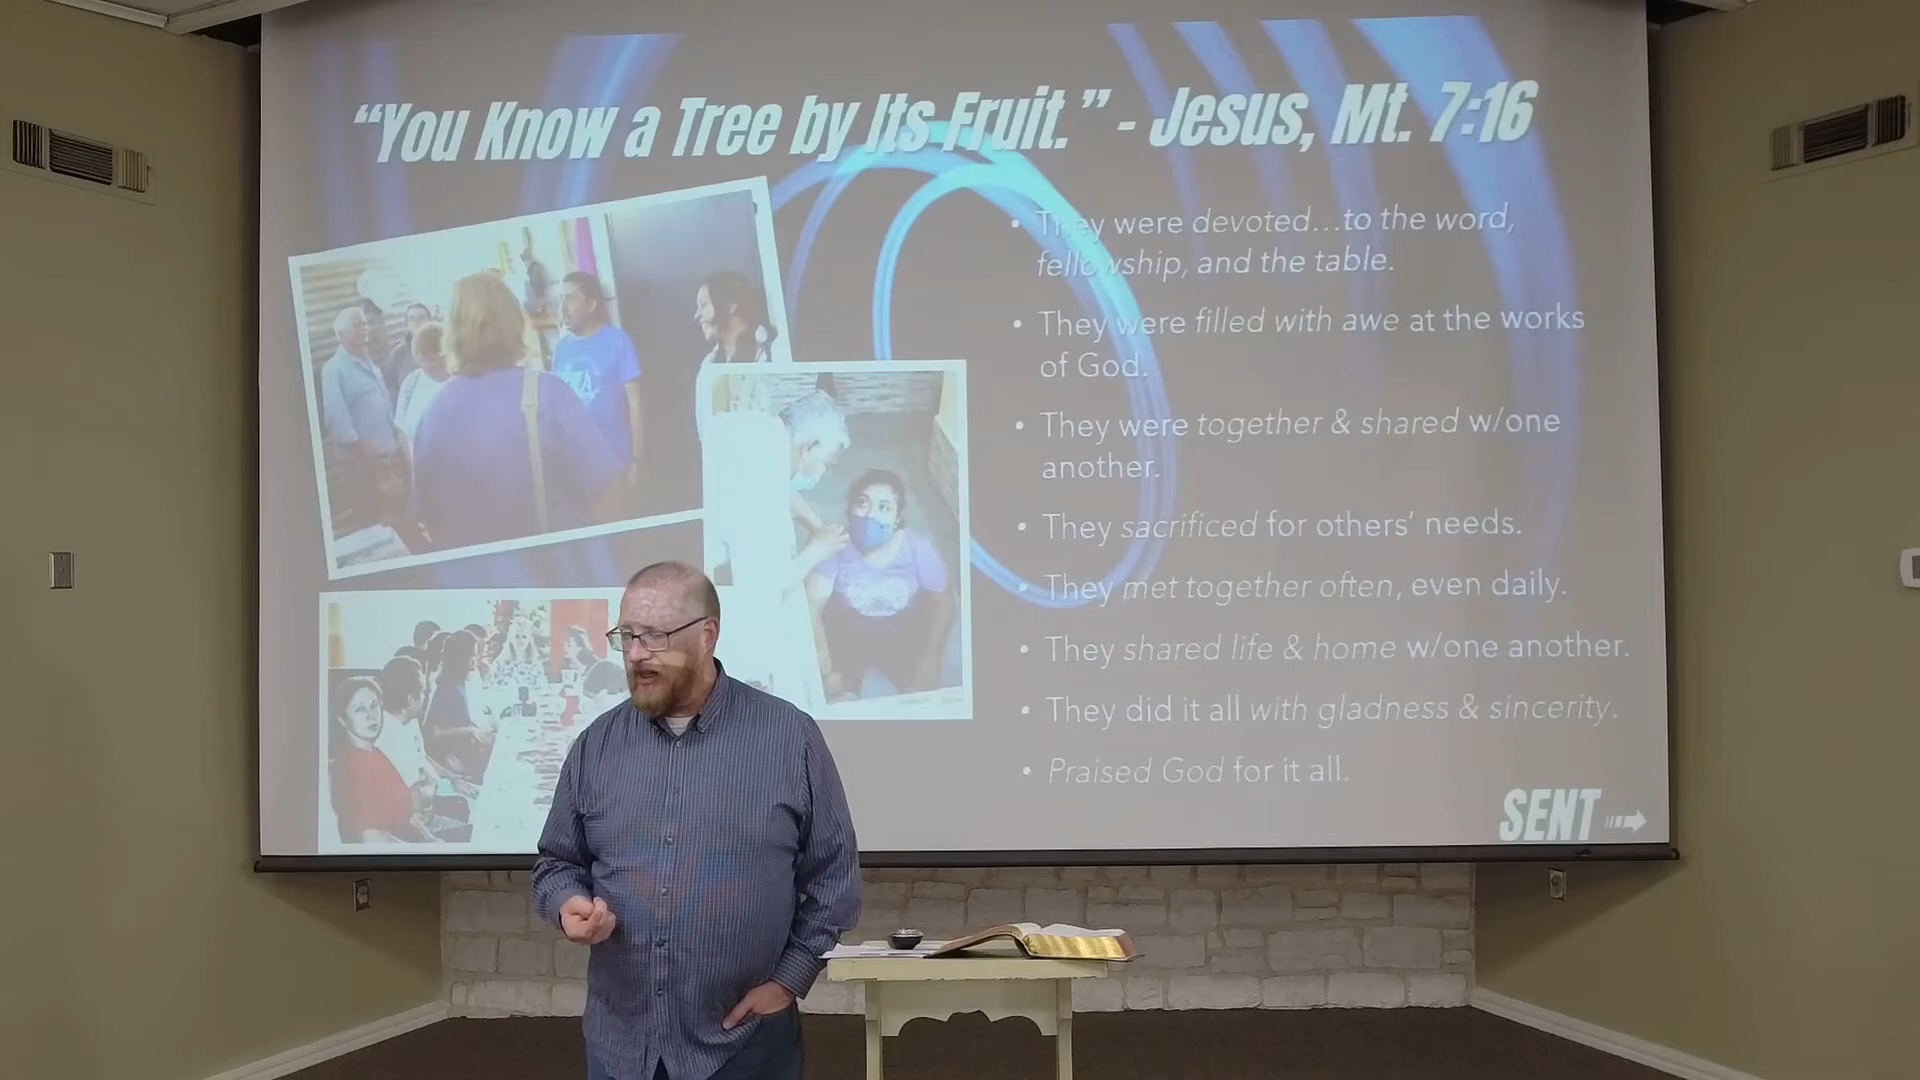 “You Know a Tree by Its Fruit.” - Jesus, Mt. 7:16
• They were devoted...to the word,
fellowship, and the table.
• They were filled with awe at the works
of God.
• They were together & shared w/one
another.
• They sacrificed for others’ needs.
• They met together often, even daily.
• They shared life & home w/one another.
• They did it all with gladness & sincerity.
• Praised God for it all.
SENT